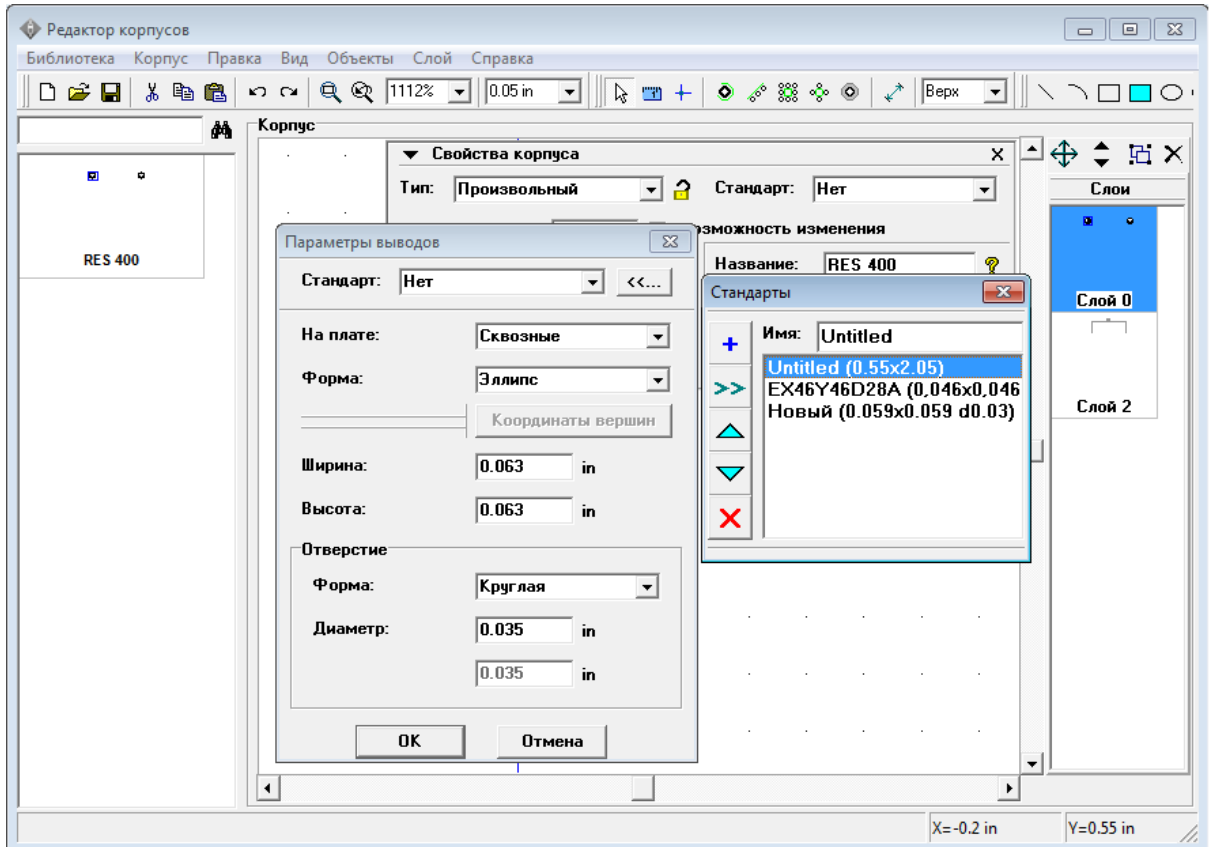 Редактор корпусов
Библиотека Корпус Правка Вид Объекты Слой Справка
1112% 0.05 in Верх
Корпус
Свойства корпуса X
Тип: Произвольный Стандарт: Нет
Слои
зможность изменения
Название: RES 400
RES 400
Слой 0
Слой 2
Параметры выводов
Стандарт: Нет <<...
На плате: Сквозные
Форма: Эллипс
Координаты вершин
Ширина: 0.063 in
Высота: 0.063 in
Отверстие
Форма: Круглая
Диаметр: 0.035 in
0.035 in
OK Отмена
Стандарты
Имя: Untitled
Untitled (0.55x2.05)
EX46Y46D28A (0,046x0,046
Новый (0.059x0.059 d0.03)
X=-0.2 in Y=0.55 in